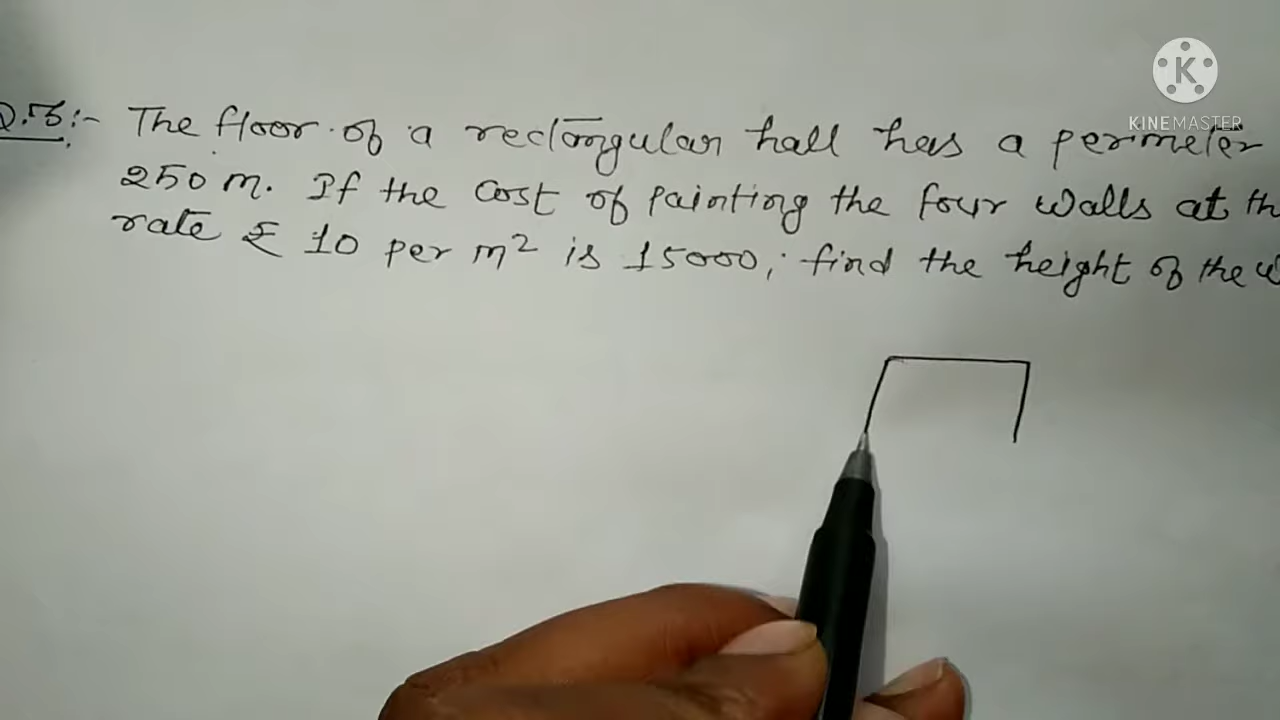 KINEMASTER
Q.5:- The floor of a rectangular hall has a perimeter
250 m. If the cost of painting the four walls at th
rate ₹ 10 per m² is 15000, find the height of the w